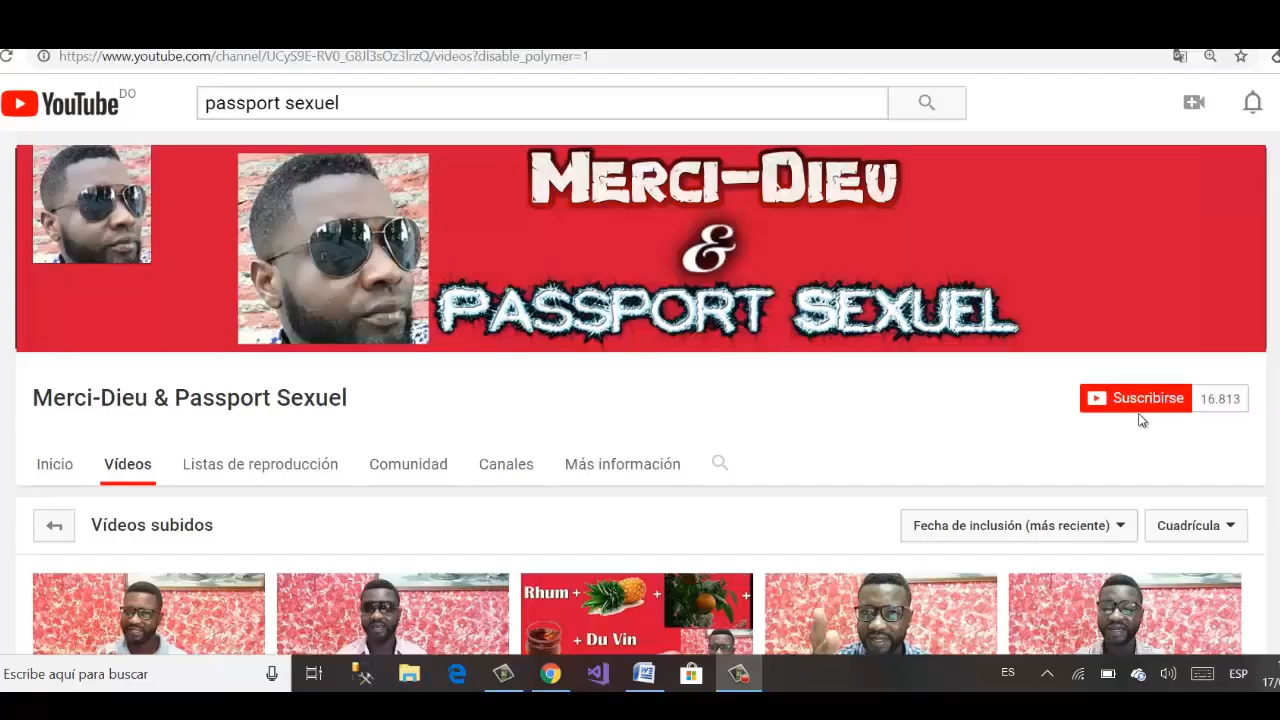 https://www.youtube.com/channel/UCyS9E-RV0_G8Jl3sOz3lrzQ/videos?disable_polymer=1
YouTube DO
passport sexuel
Merci-Dieu
&
Passport Sexuel
Merci-Dieu & Passport Sexuel
Suscribirse 16.813
Inicio Vídeos Listas de reproducción Comunidad Canales Más información
Vídeos subidos
Fecha de inclusión (más reciente) Cuadrícula
Rhum + +  +
+ Du Vin
Escribe aquí para buscar
ES ESP
17/